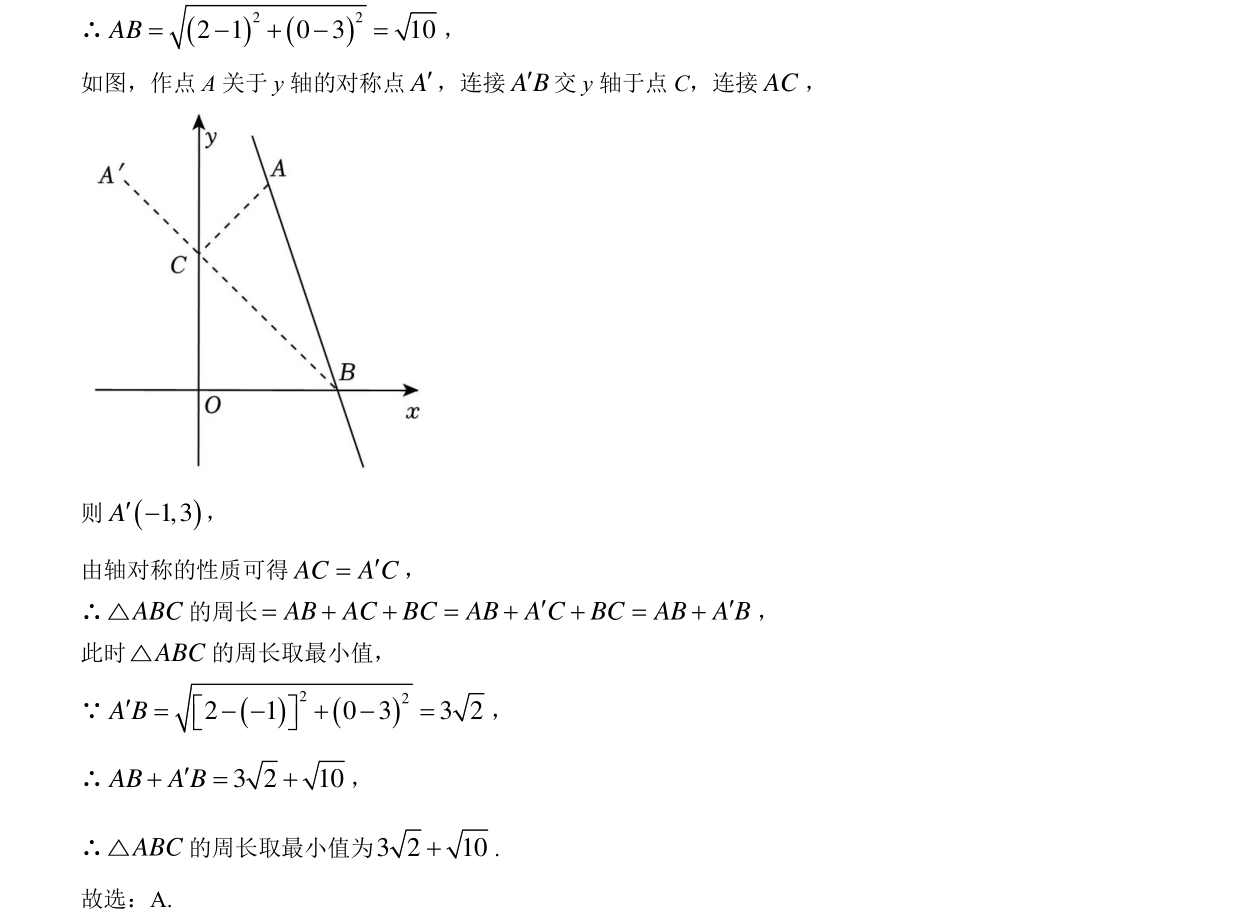 ∴ AB = √((2−1)² + (0−3)²) = √10 ，
如图，作点 A 关于 y 轴的对称点 A′ ，连接 A′B 交 y 轴于点 C，连接 AC ，
y
A
A′
C
B
O
x
则 A′(−1,3)，
由轴对称的性质可得 AC = A′C ，
∴ △ABC 的周长 = AB + AC + BC = AB + A′C + BC = AB + A′B ，
此时 △ABC 的周长取最小值，
∵ A′B = √([2−(−1)]² + (0−3)²) = 3√2 ，
∴ AB + A′B = 3√2 + √10 ，
∴ △ABC 的周长取最小值为 3√2 + √10 .
故选：A.